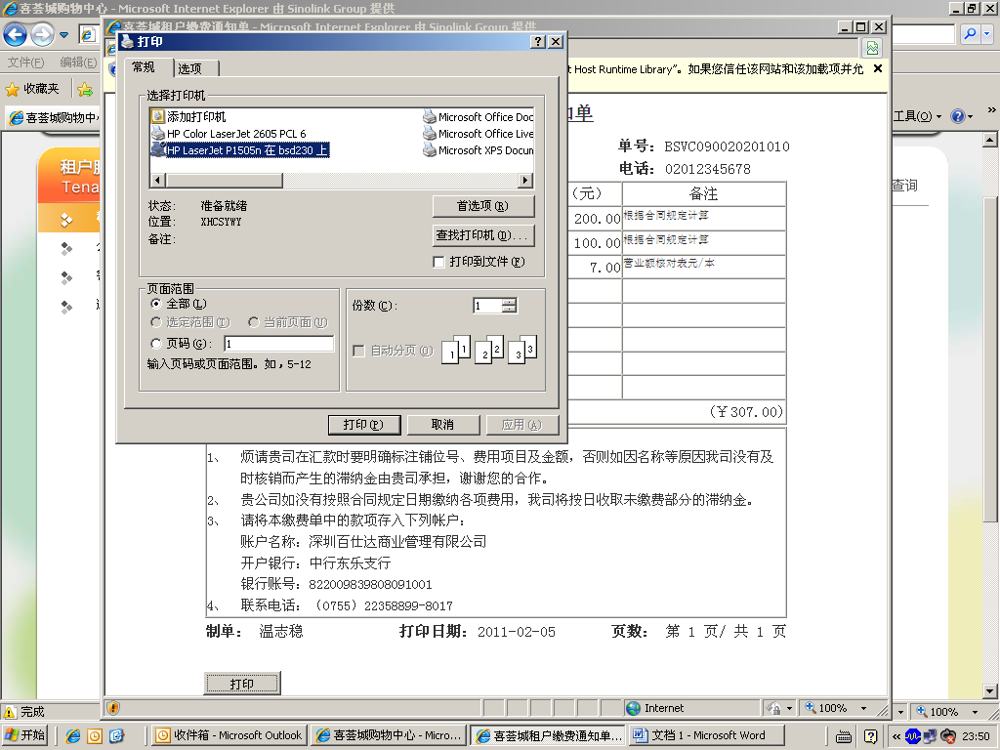 喜荟城购物中心 - Microsoft Internet Explorer 由 Sinolink Group 提供
喜荟城租户缴费通知单 - Microsoft Internet Explorer 由 Sinolink Group 提供
文件(F) 编辑(E)
收藏夹
喜荟城购物中
工具(O)
t Host Runtime Library"。如果您信任该网站和该加载项并允
打印
常规 选项
选择打印机
添加打印机
HP Color LaserJet 2605 PCL 6
HP LaserJet P1505n 在 bsd230 上
Microsoft Office Doc
Microsoft Office Live
Microsoft XPS Docun
状态: 准备就绪
位置: XHCSYWY
备注:
首选项(R)
查找打印机(D)...
打印到文件(F)
页面范围
全部(L)
选定范围(T) 当前页面(U)
页码(G): 1
输入页码或页面范围。如，5-12
份数(C): 1
自动分页(O)
1 1 2 2 3 3
打印(P) 取消 应用(A)
租户
Tena
查询
知单
单号: BSVC090020201010
电话: 02012345678
(元) 备注
200.00 根据合同规定计算
100.00 根据合同规定计算
7.00 营业额核对表元/本
(￥307.00)
1、 烦请贵司在汇款时要明确标注铺位号、费用项目及金额，否则如因名称等原因我司没有及
时核销而产生的滞纳金由贵司承担，谢谢您的合作。
2、 贵公司如没有按照合同规定日期缴纳各项费用，我司将按日收取未缴费部分的滞纳金。
3、 请将本缴费单中的款项存入下列帐户:
账户名称: 深圳百仕达商业管理有限公司
开户银行: 中行东乐支行
银行账号: 822009839808091001
4、 联系电话: (0755) 22358899-8017
制单: 温志稳 打印日期: 2011-02-05 页数: 第 1 页/ 共 1 页
打印
Internet 100%
完成 100%
开始 收件箱 - Microsoft Outlook 喜荟城购物中心 - Micro... 喜荟城租户缴费通知单... 文档 1 - Microsoft Word 23:50